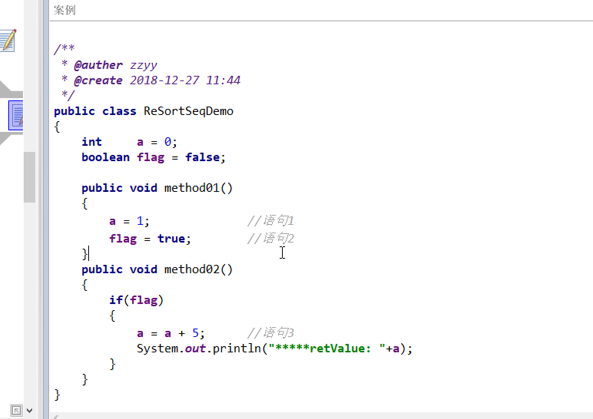 案例
/**
 * @auther zzyy
 * @create 2018-12-27 11:44
 */
public class ReSortSeqDemo
{
    int     a = 0;
    boolean flag = false;
    public void method01()
    {
        a = 1;              //语句1
        flag = true;        //语句2
    }
    public void method02()
    {
        if(flag)
        {
            a = a + 5;      //语句3
            System.out.println("*****retValue: "+a);
        }
    }
}